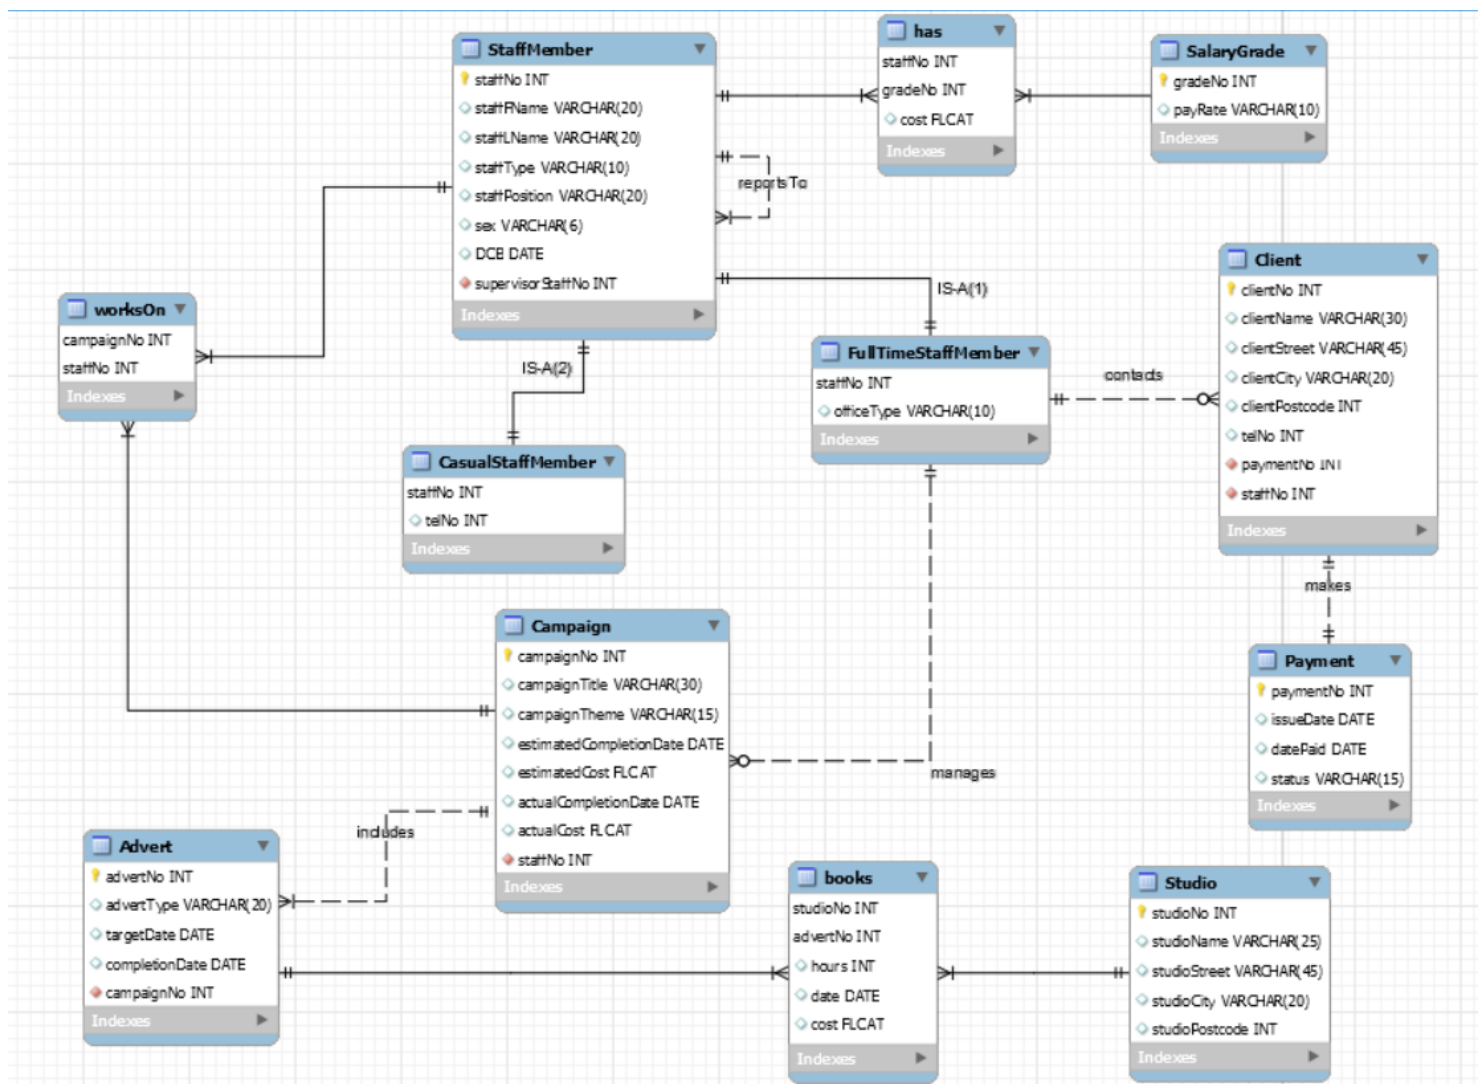 StaffMember
staffNo INT
staffFName VARCHAR(20)
staffLName VARCHAR(20)
staffType VARCHAR(10)
staffPosition VARCHAR(20)
sex VARCHAR(6)
DCB DATE
supervisorStaffNo INT
Indexes
has
staffNo INT
gradeNo INT
cost FLCAT
Indexes
SalaryGrade
gradeNo INT
payRate VARCHAR(10)
Indexes
reportsTo
IS-A(1)
IS-A(2)
worksOn
campaignNo INT
staffNo INT
Indexes
FullTimeStaffMember
staffNo INT
officeType VARCHAR(10)
Indexes
contacts
Client
clientNo INT
clientName VARCHAR(30)
clientStreet VARCHAR(45)
clientCity VARCHAR(20)
clientPostcode INT
telNo INT
paymentNo INT
staffNo INT
Indexes
CasualStaffMember
staffNo INT
telNo INT
Indexes
makes
Campaign
campaignNo INT
campaignTitle VARCHAR(30)
campaignTheme VARCHAR(15)
estimatedCompletionDate DATE
estimatedCost FLCAT
actualCompletionDate DATE
actualCost FLCAT
staffNo INT
Indexes
manages
Payment
paymentNo INT
issueDate DATE
datePaid DATE
status VARCHAR(15)
Indexes
includes
Advert
advertNo INT
advertType VARCHAR(20)
targetDate DATE
completionDate DATE
campaignNo INT
Indexes
books
studioNo INT
advertNo INT
hours INT
date DATE
cost FLCAT
Indexes
Studio
studioNo INT
studioName VARCHAR(25)
studioStreet VARCHAR(45)
studioCity VARCHAR(20)
studioPostcode INT
Indexes